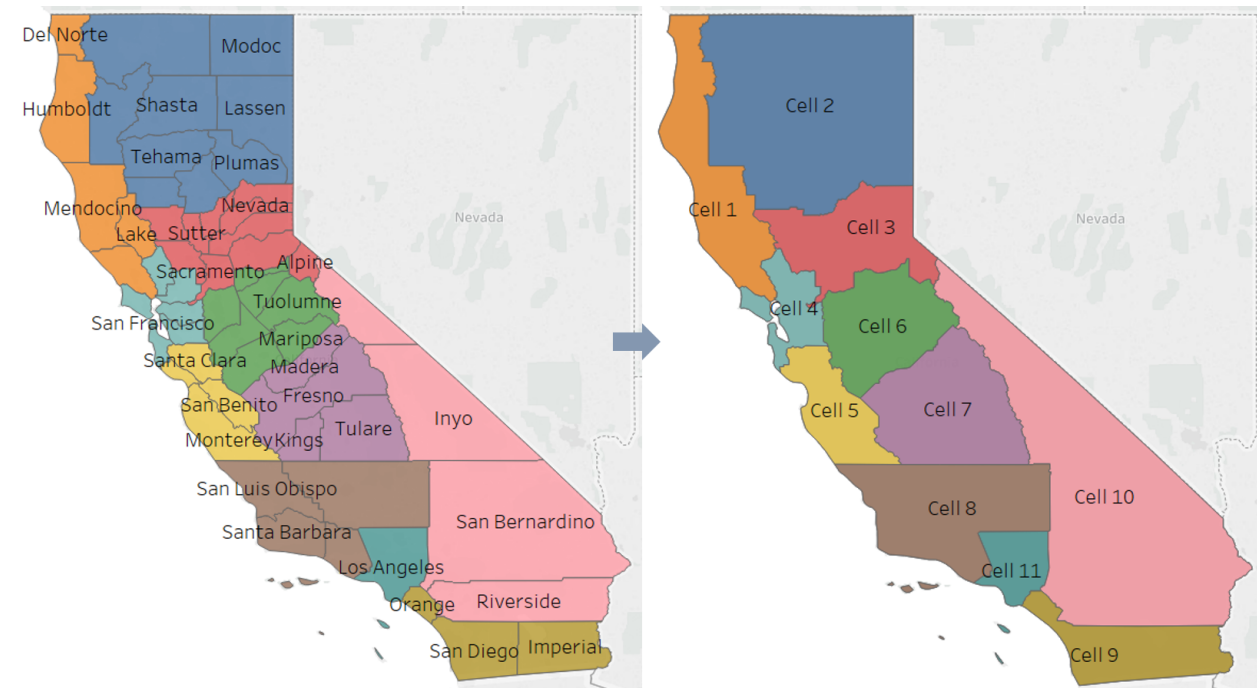 Del Norte
Modoc
Humboldt
Shasta
Lassen
Tehama
Plumas
Mendocino
Nevada
Lake
Sutter
Nevada
Sacramento
Alpine
Tuolumne
San Francisco
Mariposa
Santa Clara
Madera
Fresno
San Benito
Inyo
Tulare
Monterey
Kings
San Luis Obispo
San Bernardino
Santa Barbara
Los Angeles
Orange
Riverside
San Diego
Imperial
Cell 2
Cell 1
Nevada
Cell 3
Cell 4
Cell 6
Cell 5
Cell 7
Cell 10
Cell 8
Cell 11
Cell 9